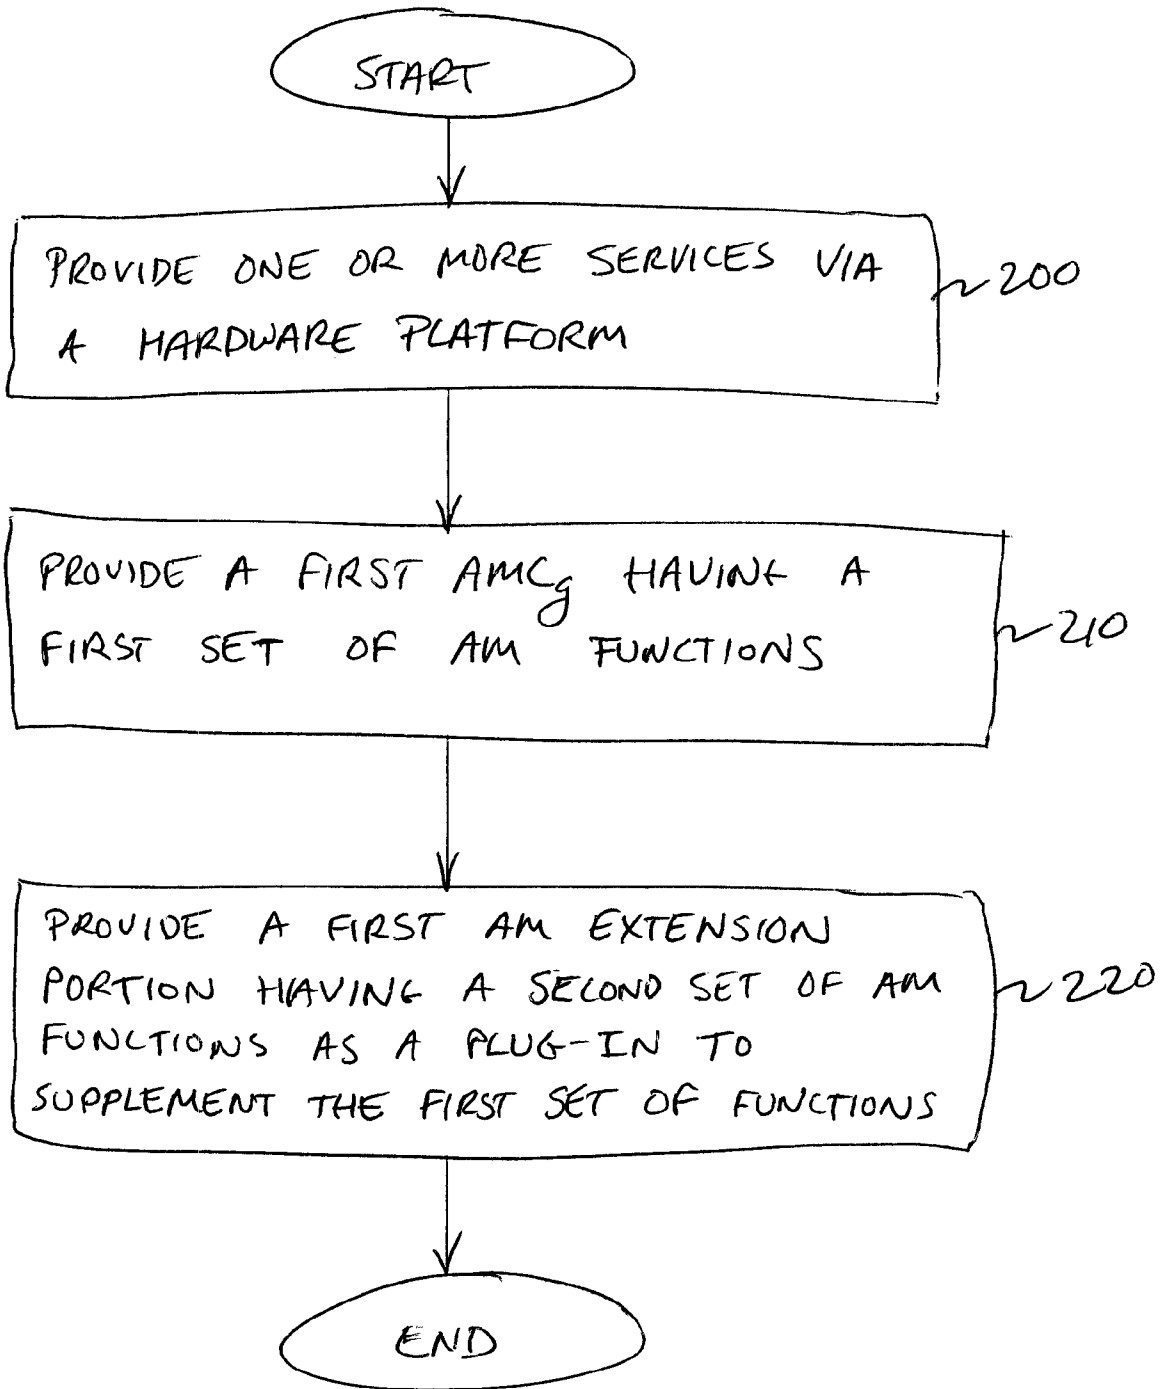 START
PROVIDE ONE OR MORE SERVICES VIA
A HARDWARE PLATFORM
200
PROVIDE A FIRST AMCg HAVING A
FIRST SET OF AM FUNCTIONS
210
PROVIDE A FIRST AM EXTENSION
PORTION HAVING A SECOND SET OF AM
FUNCTIONS AS A PLUG-IN TO
SUPPLEMENT THE FIRST SET OF FUNCTIONS
220
END